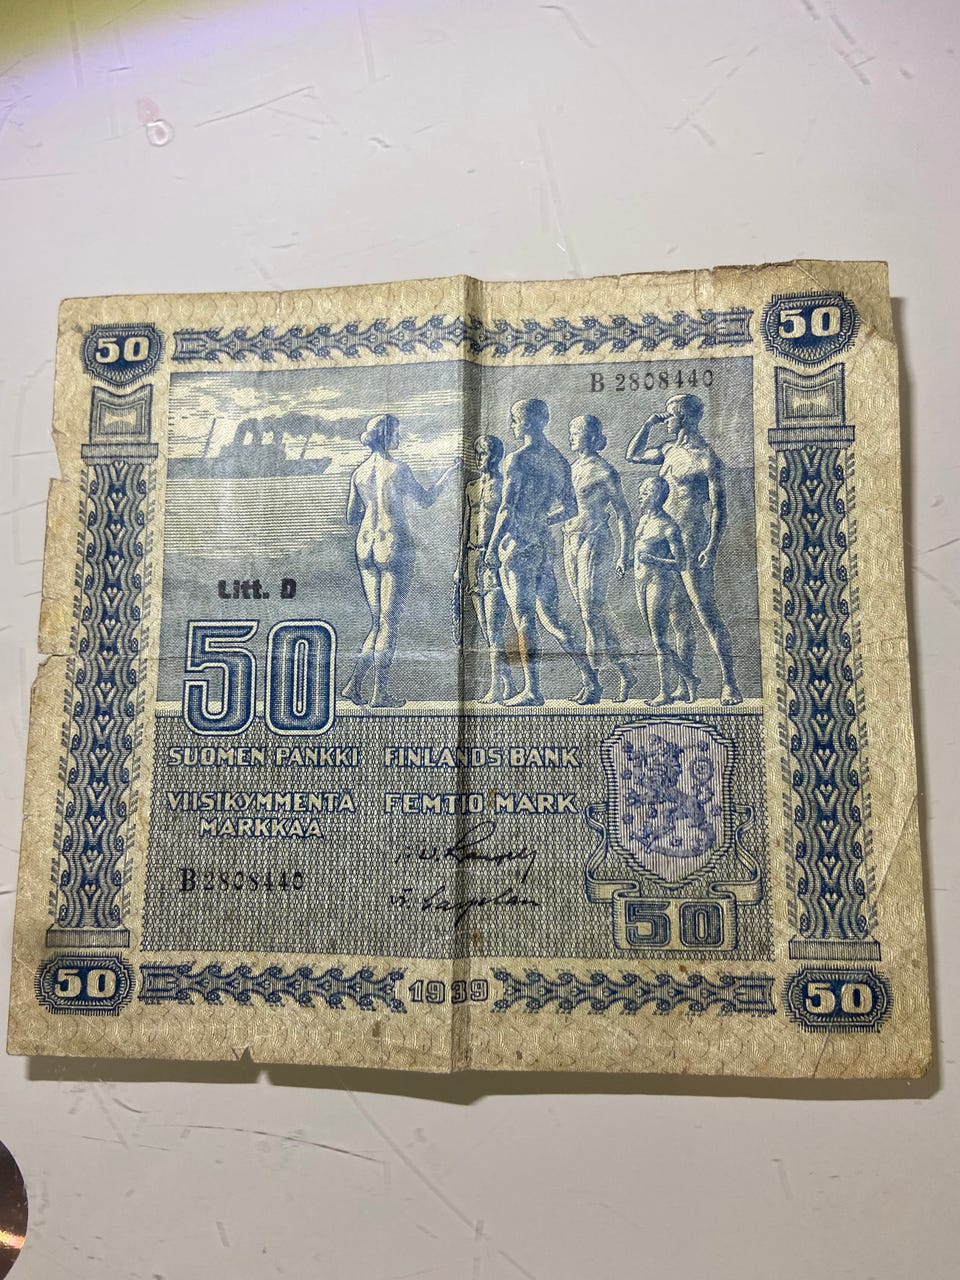 50
50
B 2808440
Litt. D
50
SUOMEN PANKKI FINLANDS BANK
VIISIKYMMENTÄ FEMTIO MARK
MARKKAA
B 2808440
50
50
1939
50